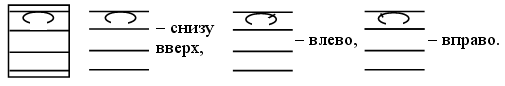 – снизу
вверх,
– влево,
– вправо.